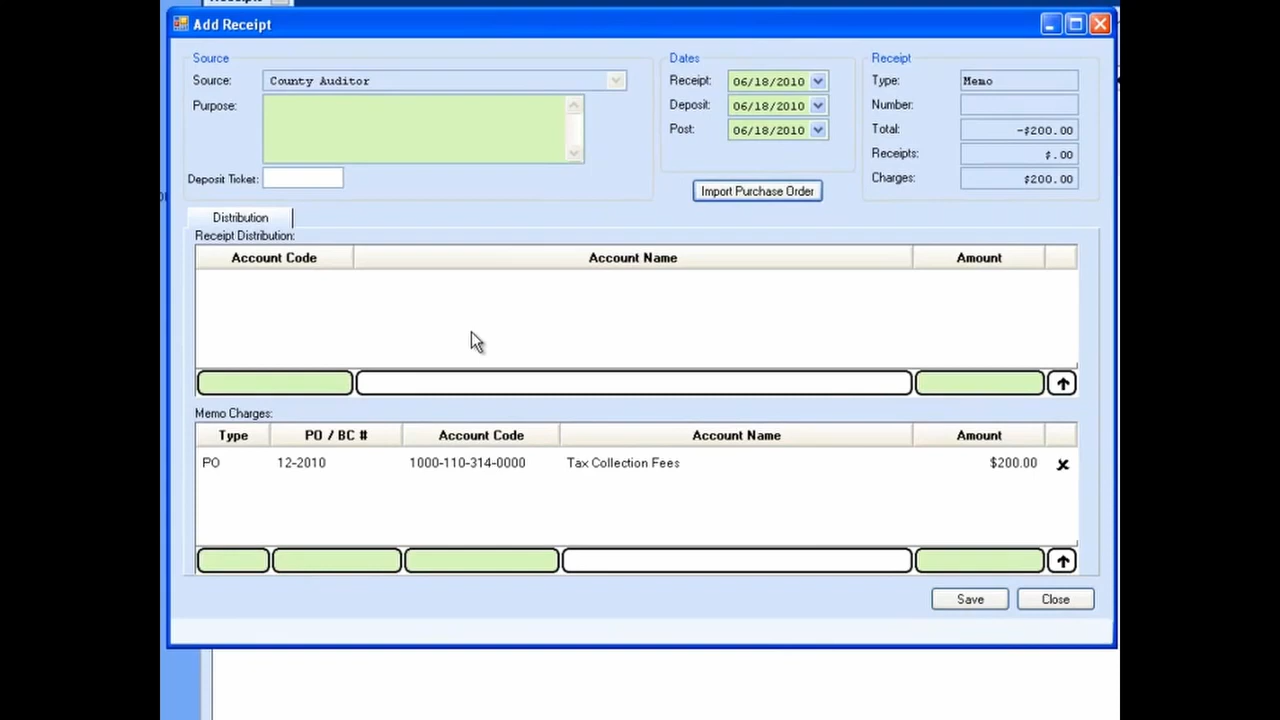 Add Receipt
Source
Source: County Auditor
Purpose:
Deposit Ticket:
Dates
Receipt: 06/18/2010
Deposit: 06/18/2010
Post: 06/18/2010
Import Purchase Order
Receipt
Type: Memo
Number:
Total: -$200.00
Receipts: $.00
Charges: $200.00
Distribution
Receipt Distribution:
Account Code Account Name Amount
Memo Charges:
Type PO / BC # Account Code Account Name Amount
PO 12-2010 1000-110-314-0000 Tax Collection Fees $200.00
Save Close